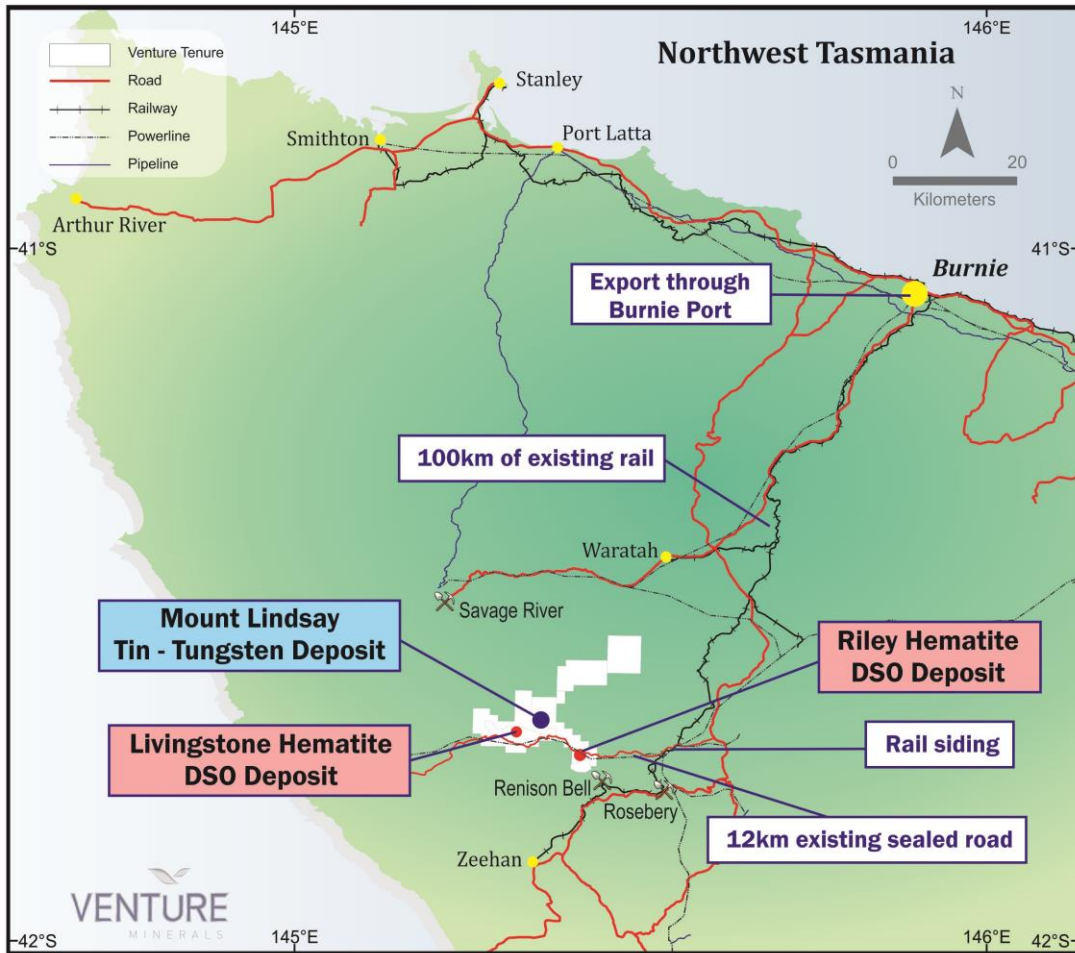 145°E
146°E
Venture Tenure
Road
Railway
Powerline
Pipeline
Northwest Tasmania
N
0 20
Kilometers
Stanley
Smithton
Port Latta
Arthur River
41°S
41°S
Burnie
Export through
Burnie Port
100km of existing rail
Waratah
Savage River
Mount Lindsay
Tin - Tungsten Deposit
Riley Hematite
DSO Deposit
Livingstone Hematite
DSO Deposit
Rail siding
Renison Bell
Rosebery
12km existing sealed road
Zeehan
VENTURE
MINERALS
42°S
145°E
146°E
42°S